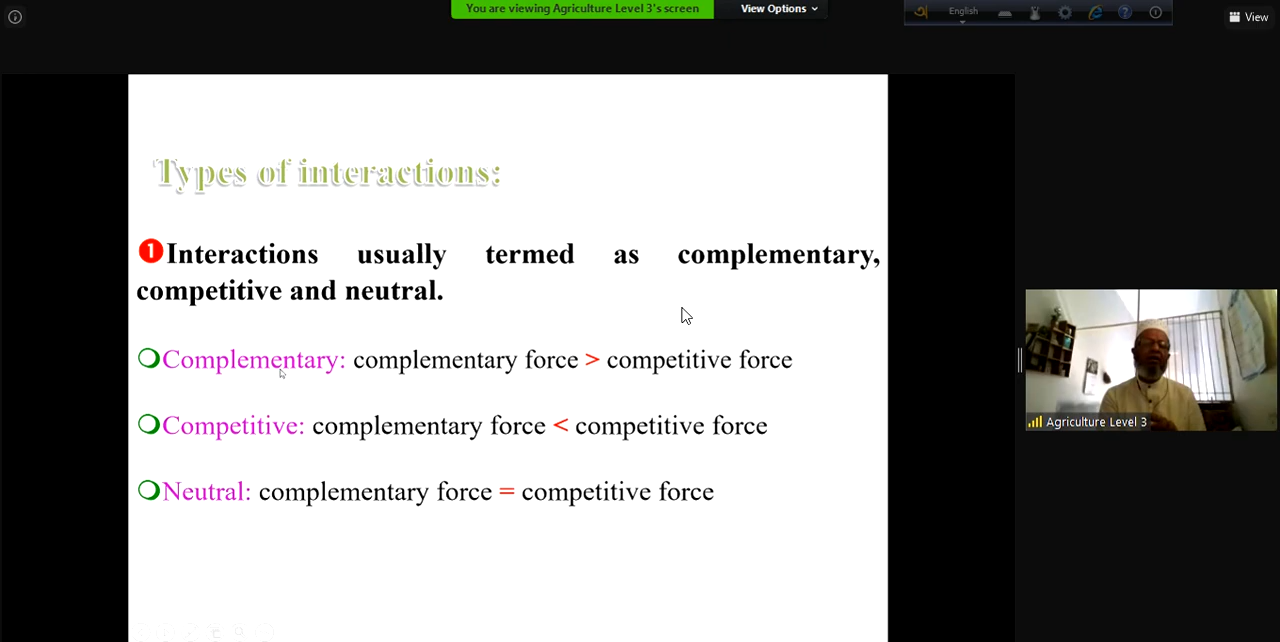 You are viewing Agriculture Level 3's screen
View Options
English
View
Types of interactions:
1 Interactions usually termed as complementary,
competitive and neutral.
Complementary: complementary force > competitive force
Competitive: complementary force < competitive force
Neutral: complementary force = competitive force
Agriculture Level 3